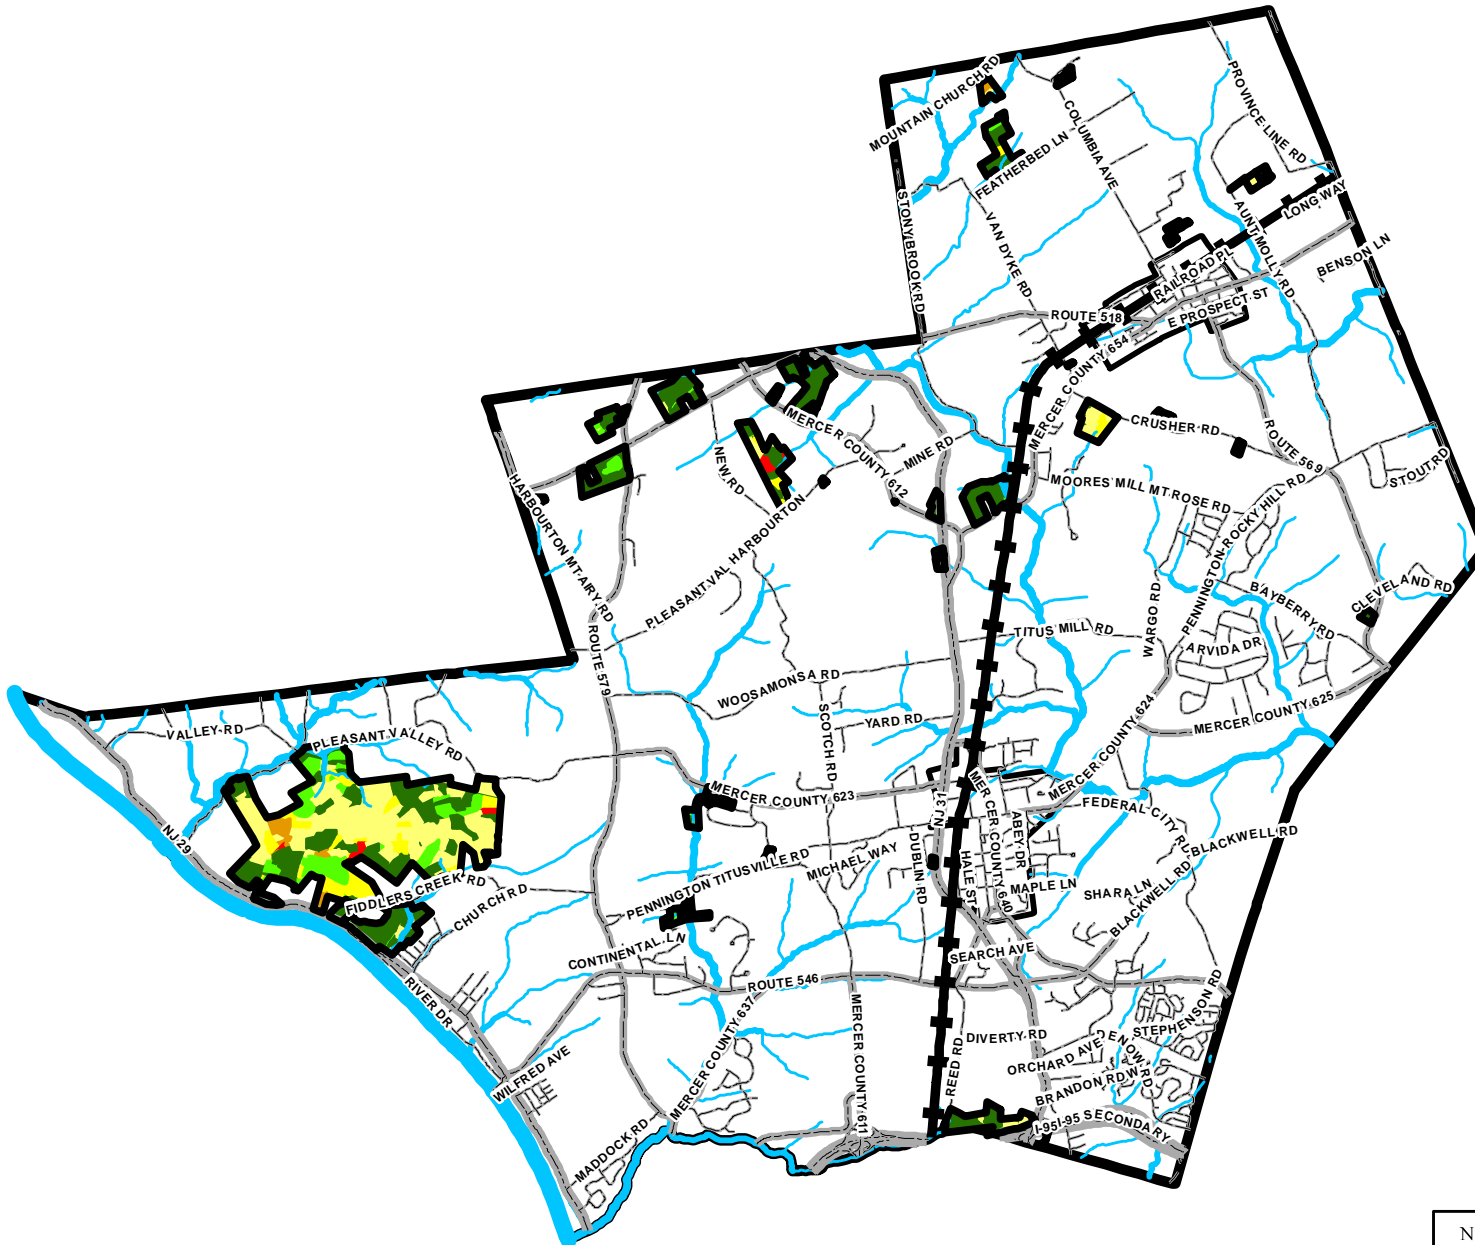 MOUNTAIN CHURCH RD
PROVINCE LINE RD
COLUMBIA AVE
FEATHERBED LN
STONY BROOK RD
VAN DYKE RD
AUNT MOLLY RD
LONG WAY
BENSON LN
RAILROAD PL
E PROSPECT ST
ROUTE 518
MERCER COUNTY 654
CRUSHER RD
ROUTE 569
STOUT RD
MERCER COUNTY 612
MINE RD
NEW RD
MOORES MILL MT ROSE RD
PENNINGTON-ROCKY HILL RD
HARBOURTON MT AIRY RD
PLEASANT VAL HARBOURTON
WARGO RD
BAYBERRY RD
CLEVELAND RD
TITUS MILL RD
ARVIDA DR
ROUTE 579
WOOSAMONSA RD
SCOTCH RD
YARD RD
MERCER COUNTY 624
MERCER COUNTY 625
VALLEY RD
PLEASANT VALLEY RD
NJ 29
MERCER COUNTY 623
NJ 31
MERCER COUNTY 640
ABEY DR
FEDERAL CITY RD
BLACKWELL RD
PENNINGTON TITUSVILLE RD
MICHAEL WAY
DUBLIN RD
HALE ST
MAPLE LN
SHARA LN
BLACKWELL RD
FIDDLERS CREEK RD
CHURCH RD
CONTINENTAL LN
SEARCH AVE
ROUTE 546
RIVER DR
MERCER COUNTY 637
MERCER COUNTY 611
REED RD
DIVERTY RD
DENOW RD
STEPHENSON RD
ORCHARD AVE
BRANDON RD W
WILFRED AVE
MADDOCK RD
I-95
I-95 SECONDARY
N